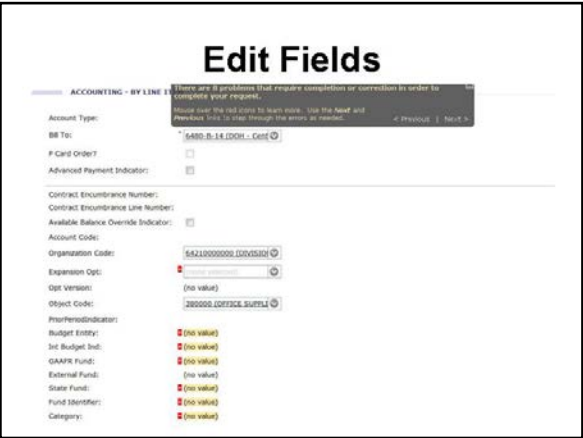 Edit Fields
ACCOUNTING - BY LINE IT
There are 8 problems that require completion or correction in order to
complete your request.
Mouse over the red icons to learn more. Use the Next and
Previous links to step through the errors as needed.
< Previous | Next >
Account Type:
Bill To: * 6480-B-14 (DOH - Cent
P Card Order?
Advanced Payment Indicator:
Contract Encumbrance Number:
Contract Encumbrance Line Number:
Available Balance Override Indicator:
Account Code:
Organization Code: 64210000000 (DIVISION
Expansion Opt: (none selected)
Opt Version: (no value)
Object Code: 380000 (OFFICE SUPPLI
PriorPeriodIndicator:
Budget Entity: (no value)
Int Budget Ind: (no value)
GAAFR Fund: (no value)
External Fund: (no value)
State Fund: (no value)
Fund Identifier: (no value)
Category: (no value)